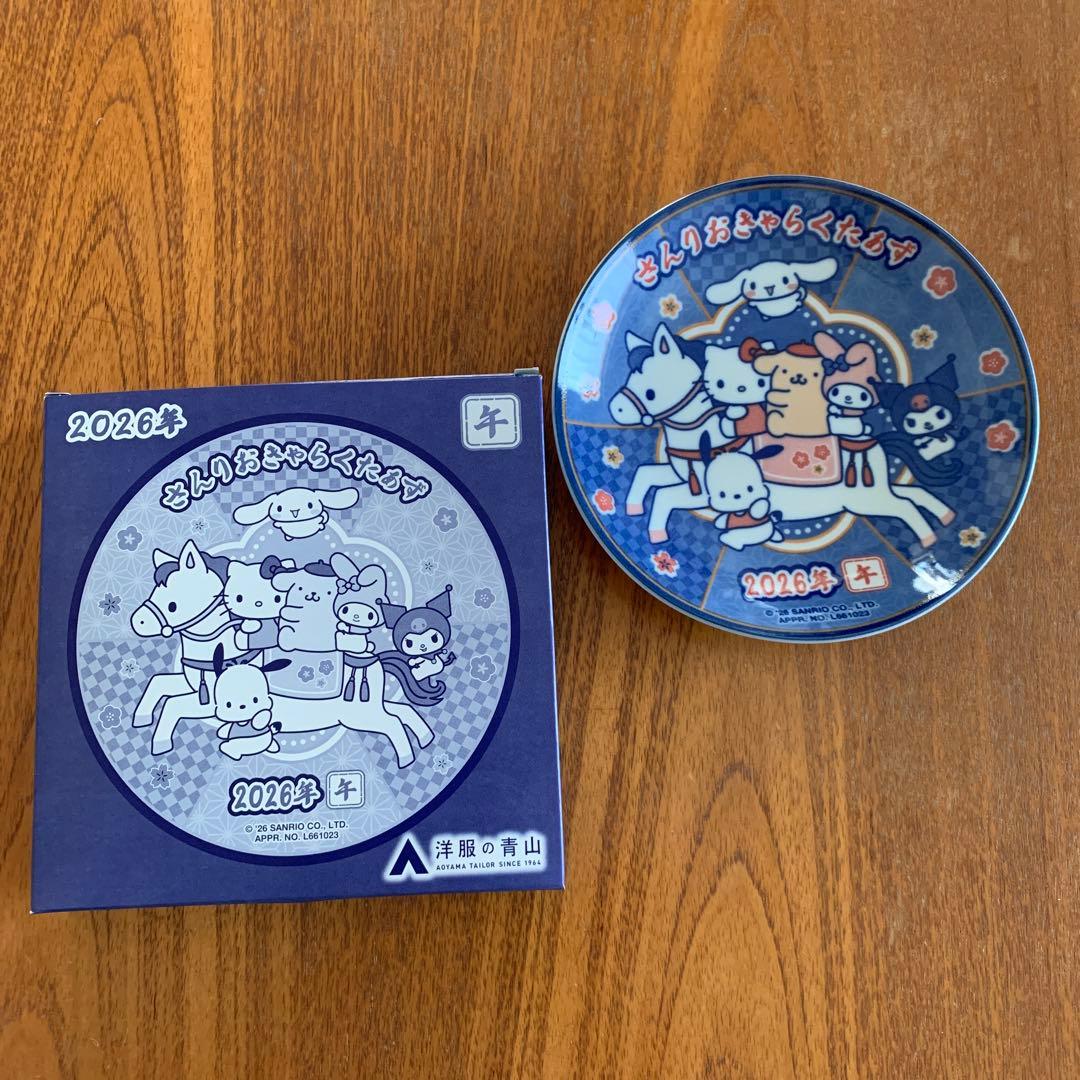 2026年
午
さんりおきゃらくたあず
2026年 午
© '26 SANRIO CO., LTD.
APPR. NO. L661023
洋服の青山
AOYAMA TAILOR SINCE 1964
さんりおきゃらくたあず
2026年 午
© '26 SANRIO CO., LTD.
APPR. NO. L661023